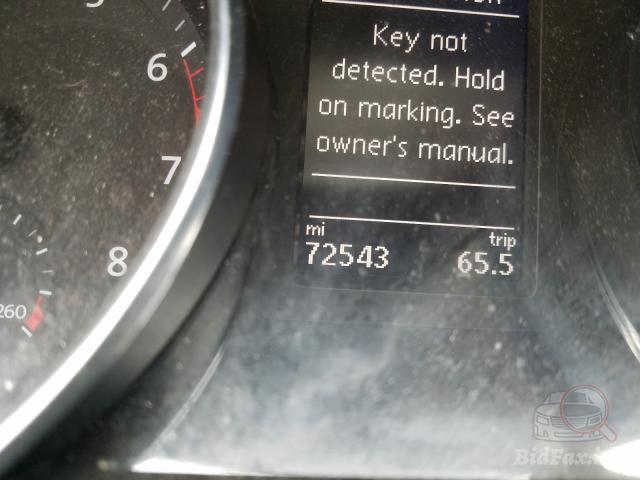 6
7
8
260
Key not
detected. Hold
on marking. See
owner's manual.
mi
trip
72543
65.5